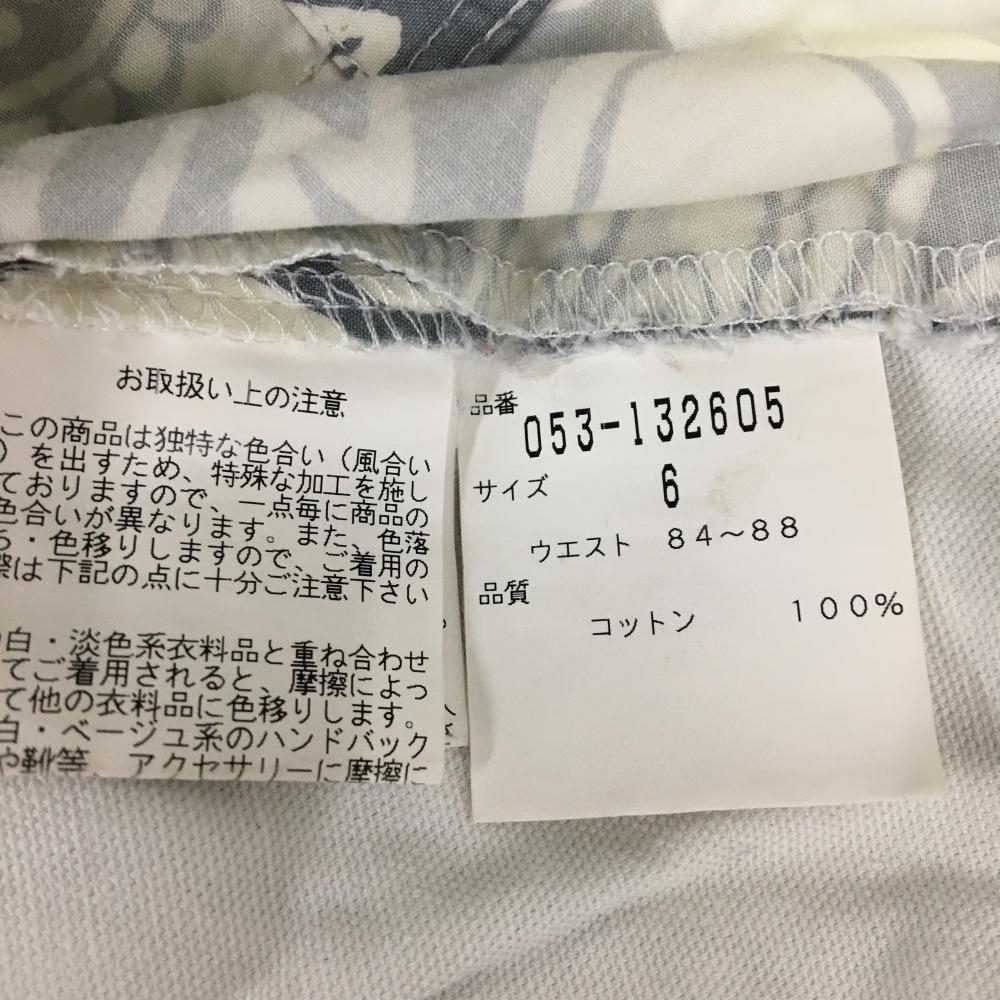 お取扱い上の注意
この商品は独特な色合い（風合い
）を出すため、特殊な加工を施し
ておりますので、一点毎に商品の
色合いが異なります。また、色落
ち・色移りしますので、ご着用の
際は下記の点に十分ご注意下さい
白・淡色系衣料品と重ね合わせ
てご着用されると、摩擦によっ
て他の衣料品に色移りします。
白・ベージュ系のハンドバック
や靴等、アクセサリーに摩擦に
品番
053-132605
サイズ 6
ウエスト 84～88
品質
コットン 100%